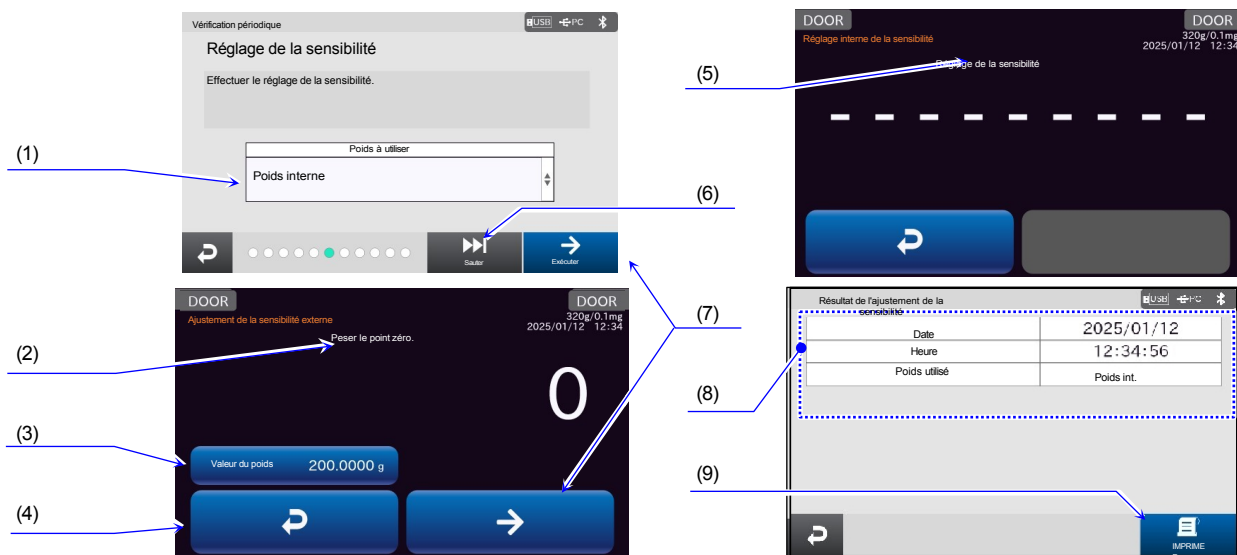 Vérification périodique
USB PC
Réglage de la sensibilité
Effectuer le réglage de la sensibilité.
Poids à utiliser
Poids interne
Sauter
Exécuter
(1)
DOOR DOOR
Ajustement de la sensibilité externe
320g/0.1mg
2025/01/12 12:34
Peser le point zéro.
0
Valeur du poids 200.0000 g
(2)
(3)
(4)
DOOR DOOR
Réglage interne de la sensibilité
320g/0.1mg
2025/01/12 12:34
Réglage de la sensibilité
- - - - - - - - -
(5)
(6)
(7)
Résultat de l'ajustement de la
sensibilité
USB PC
Date 2025/01/12
Heure 12:34:56
Poids utilisé Poids int.
(8)
(9)
IMPRIME